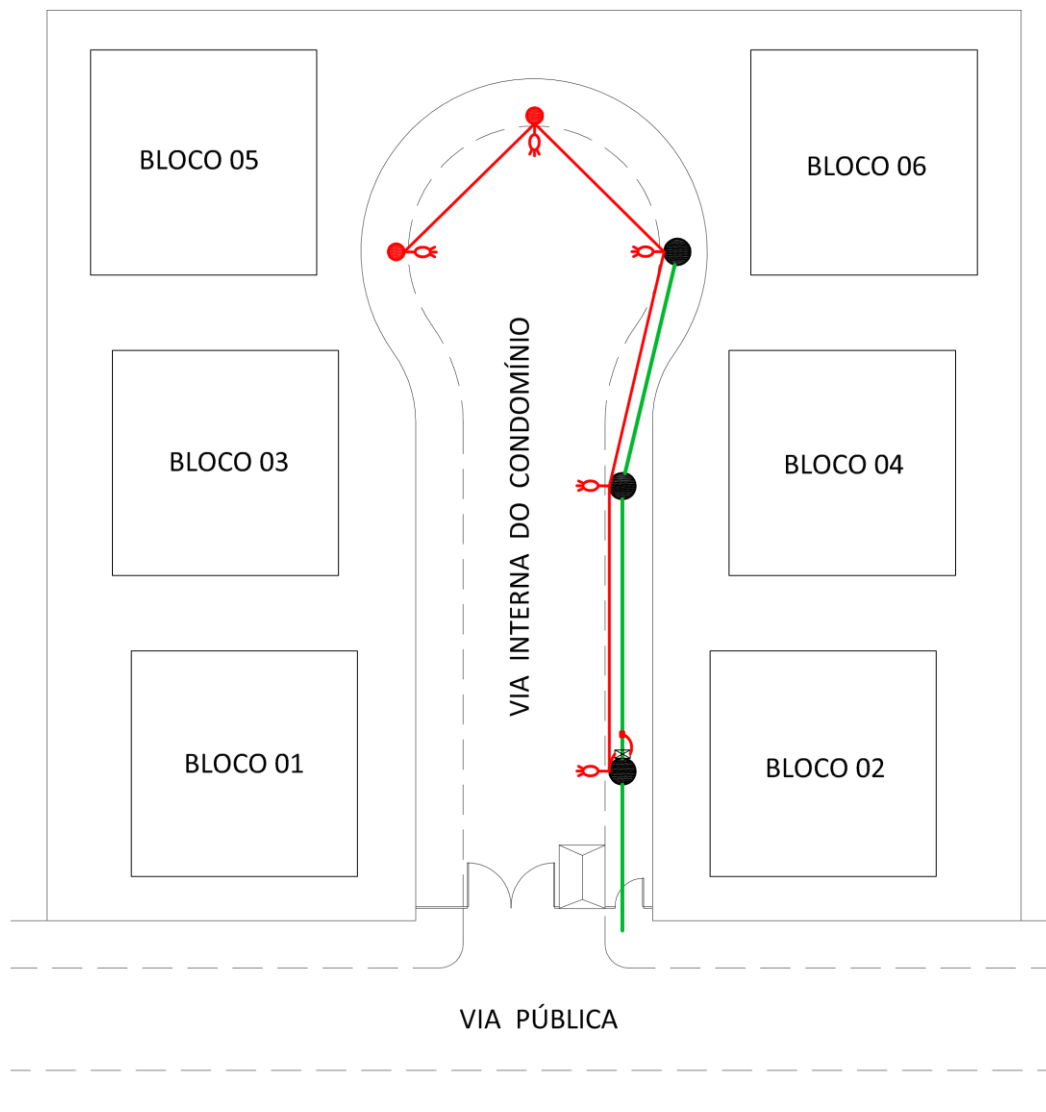 BLOCO 05
BLOCO 06
BLOCO 03
BLOCO 04
VIA INTERNA DO CONDOMÍNIO
BLOCO 01
BLOCO 02
VIA PÚBLICA